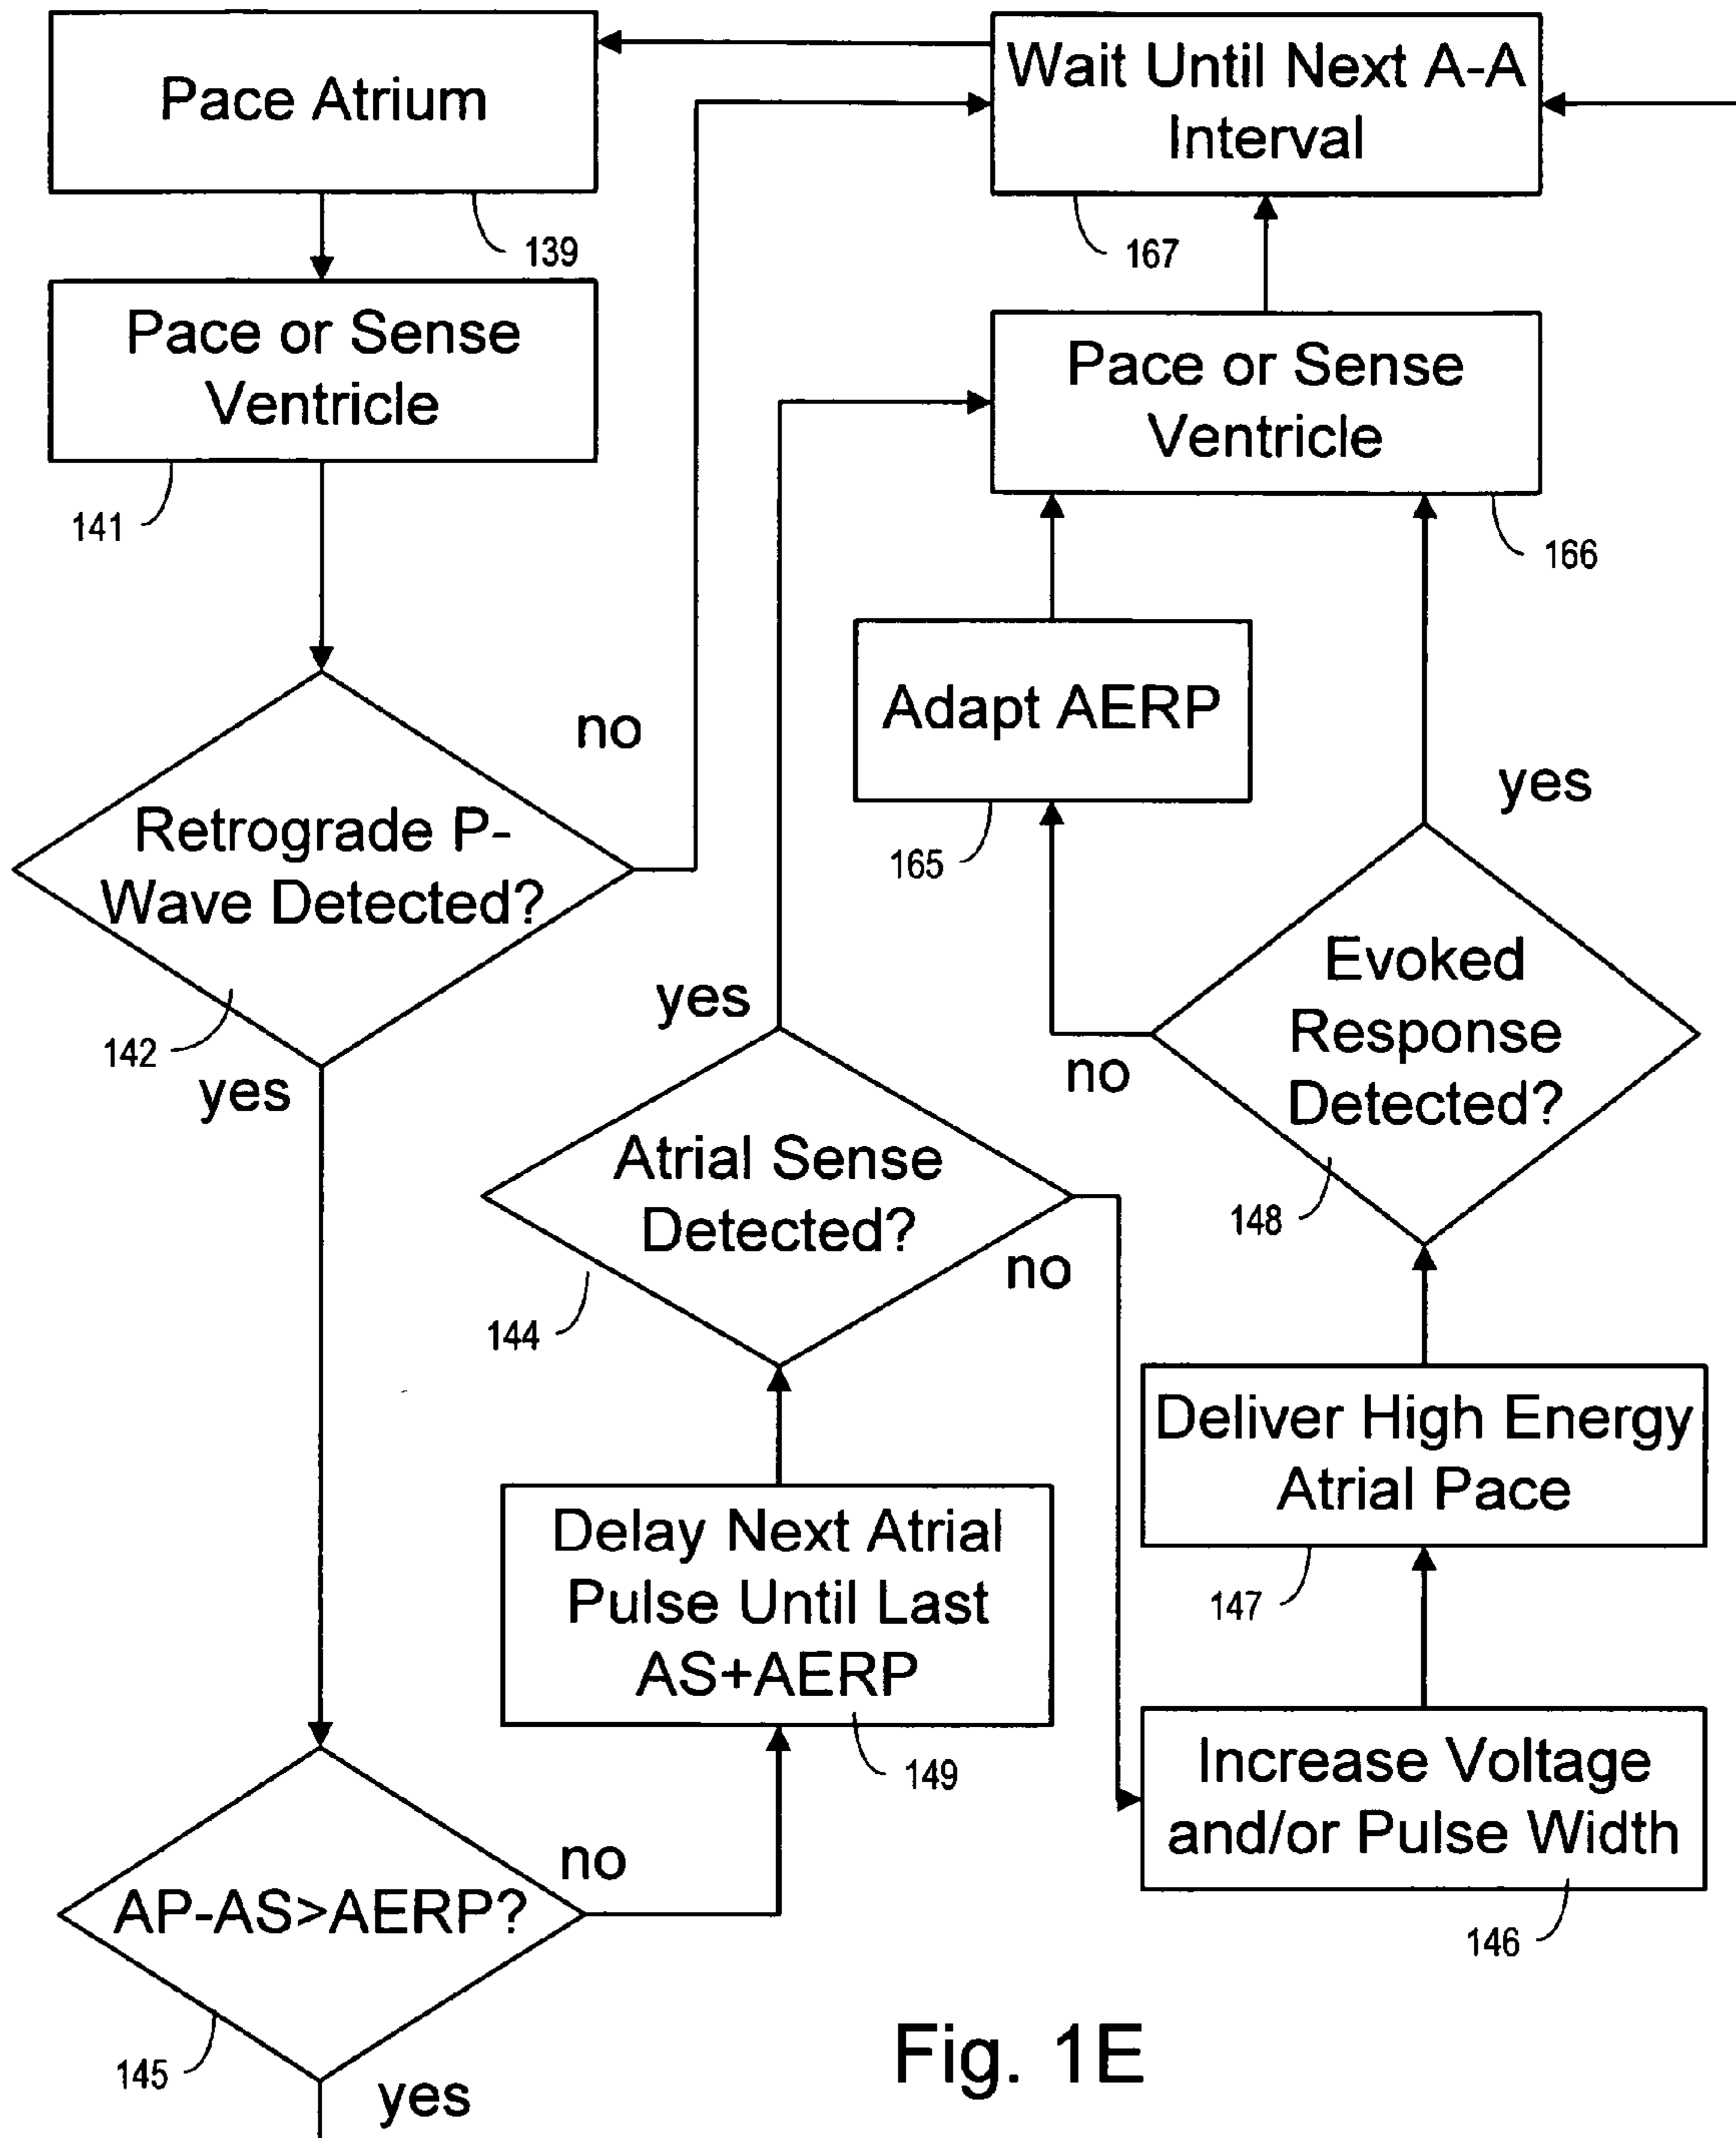 Pace Atrium
139
Pace or Sense
Ventricle
141
Retrograde P-
Wave Detected?
no
142
yes
AP-AS>AERP?
no
145
yes
Delay Next Atrial
Pulse Until Last
AS+AERP
149
Atrial Sense
Detected?
yes
144
no
Increase Voltage
and/or Pulse Width
146
Deliver High Energy
Atrial Pace
147
Evoked
Response
Detected?
yes
no
148
Adapt AERP
165
Pace or Sense
Ventricle
166
Wait Until Next A-A
Interval
167
Fig. 1E